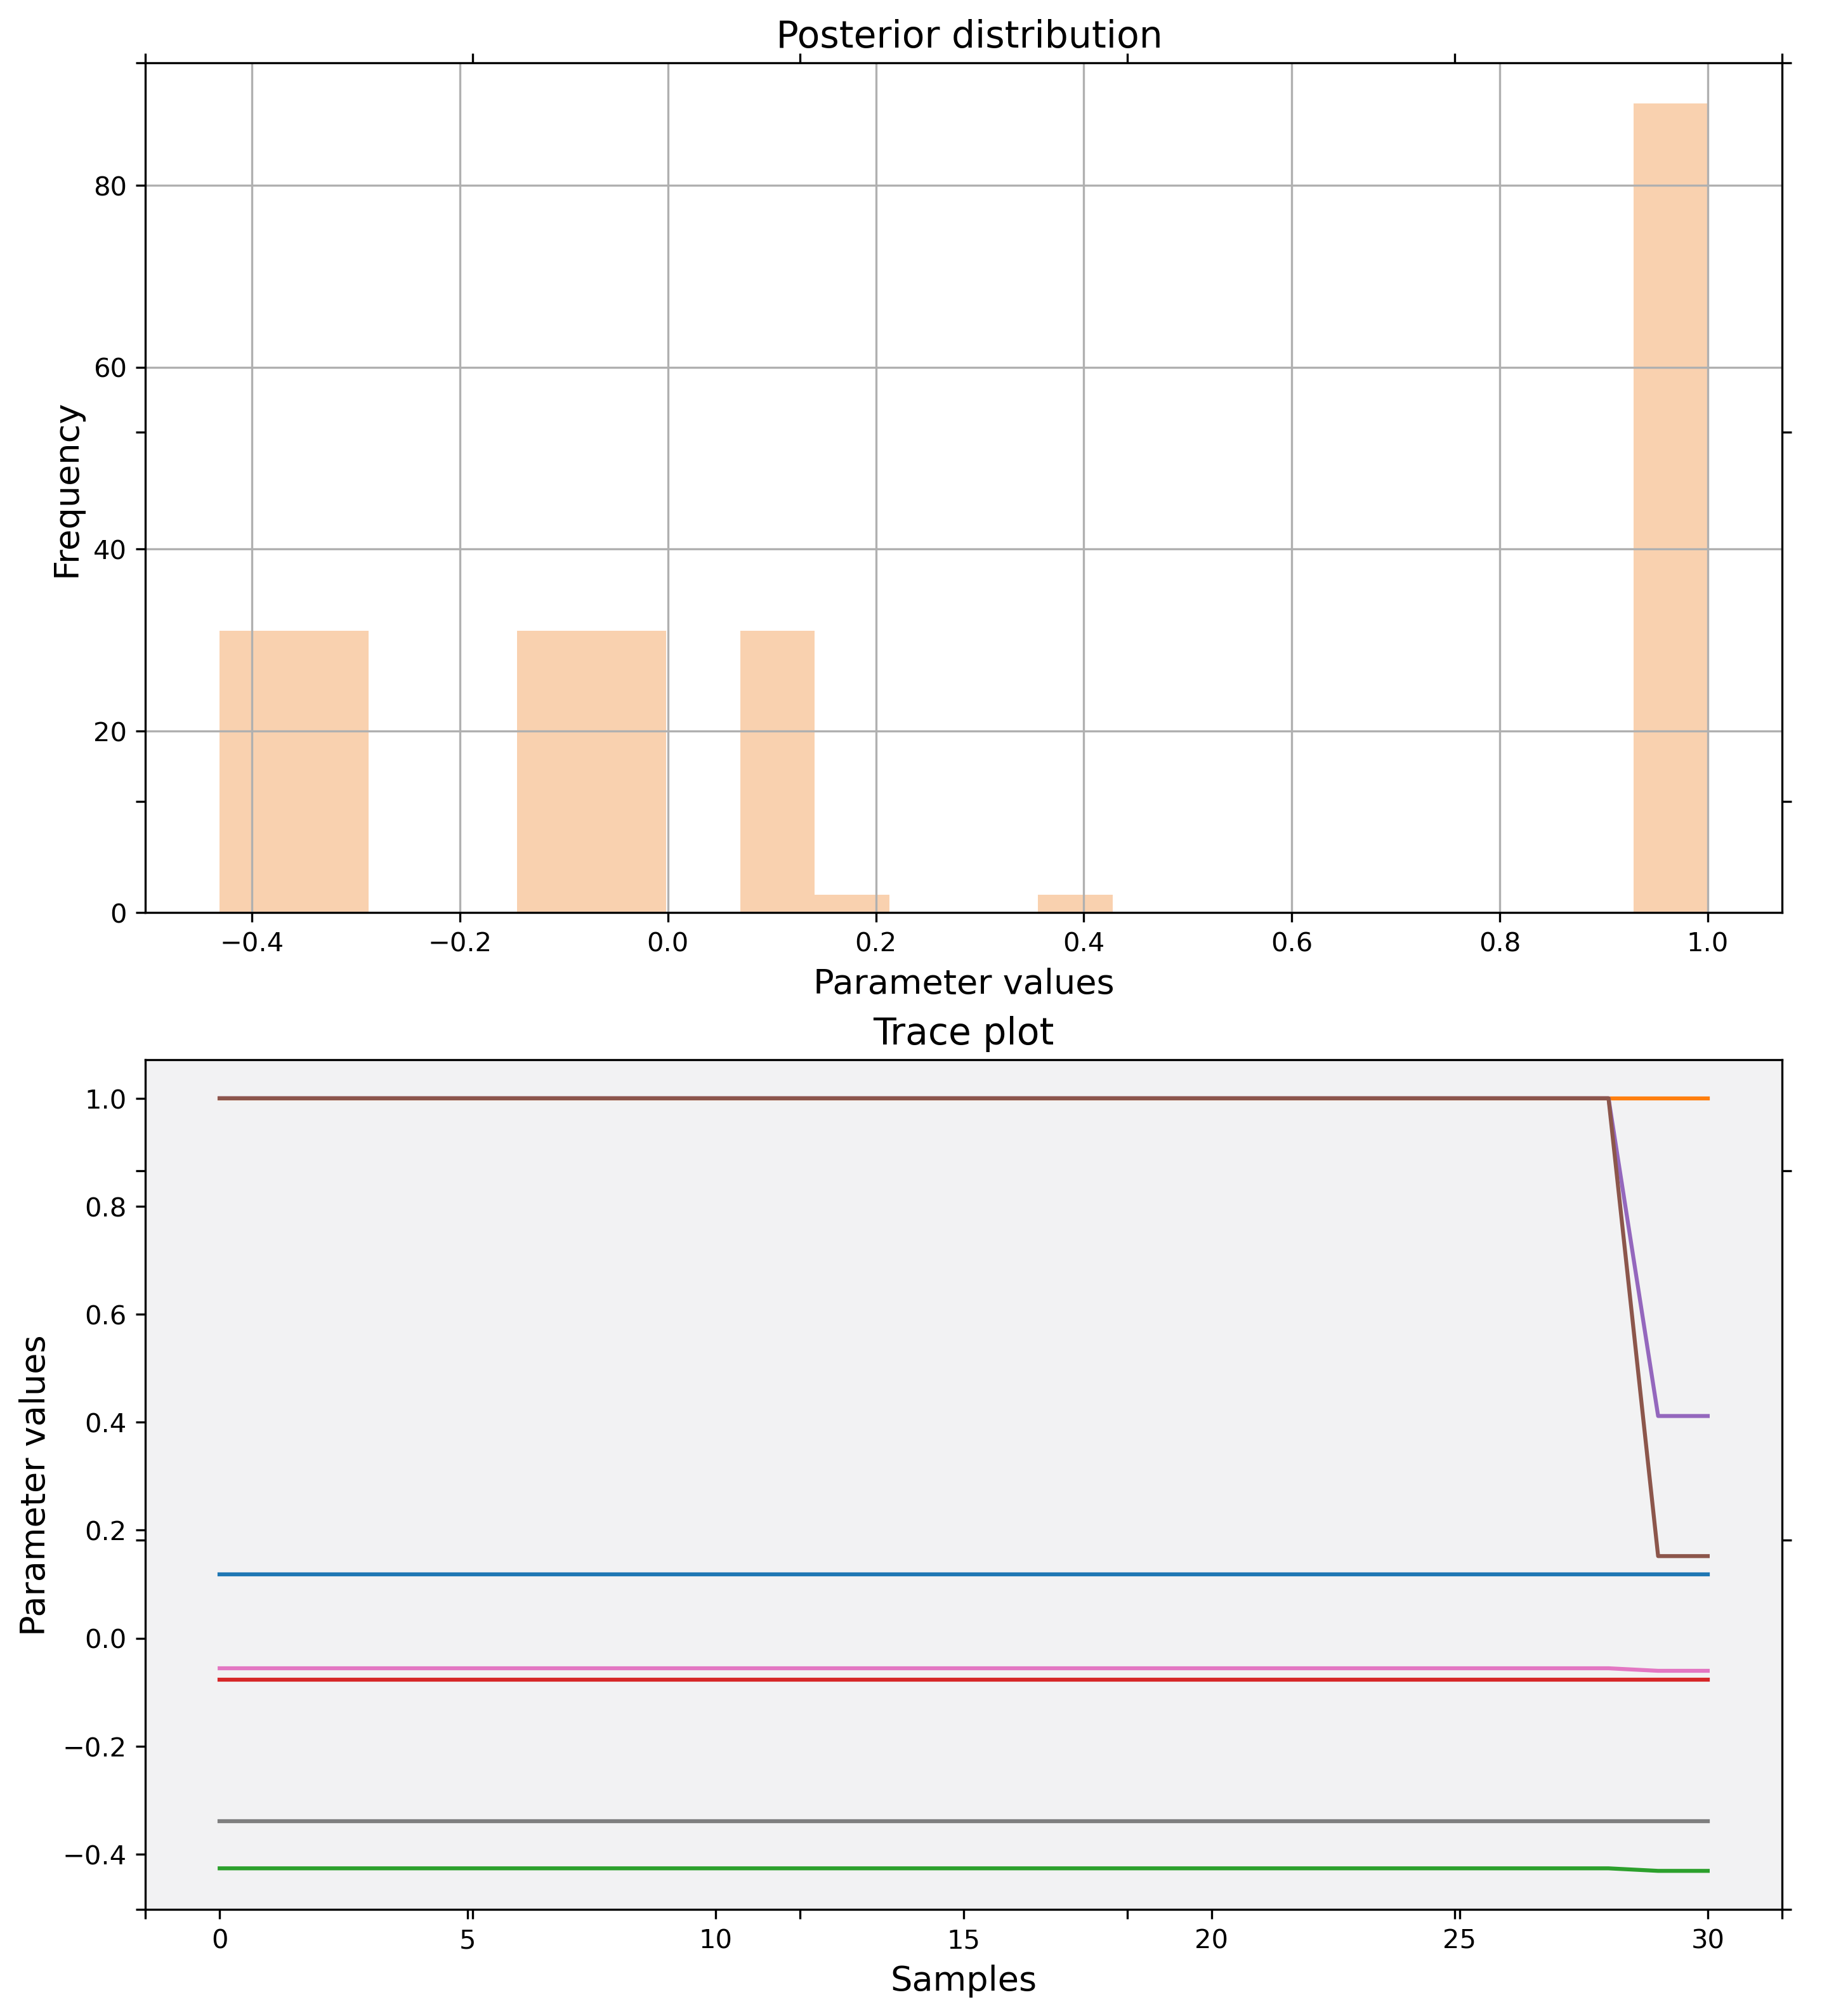 Posterior distribution
Frequency
80
60
40
20
0
−0.4 −0.2 0.0 0.2 0.4 0.6 0.8 1.0
Parameter values
Trace plot
Parameter values
1.0
0.8
0.6
0.4
0.2
0.0
−0.2
−0.4
0 5 10 15 20 25 30
Samples